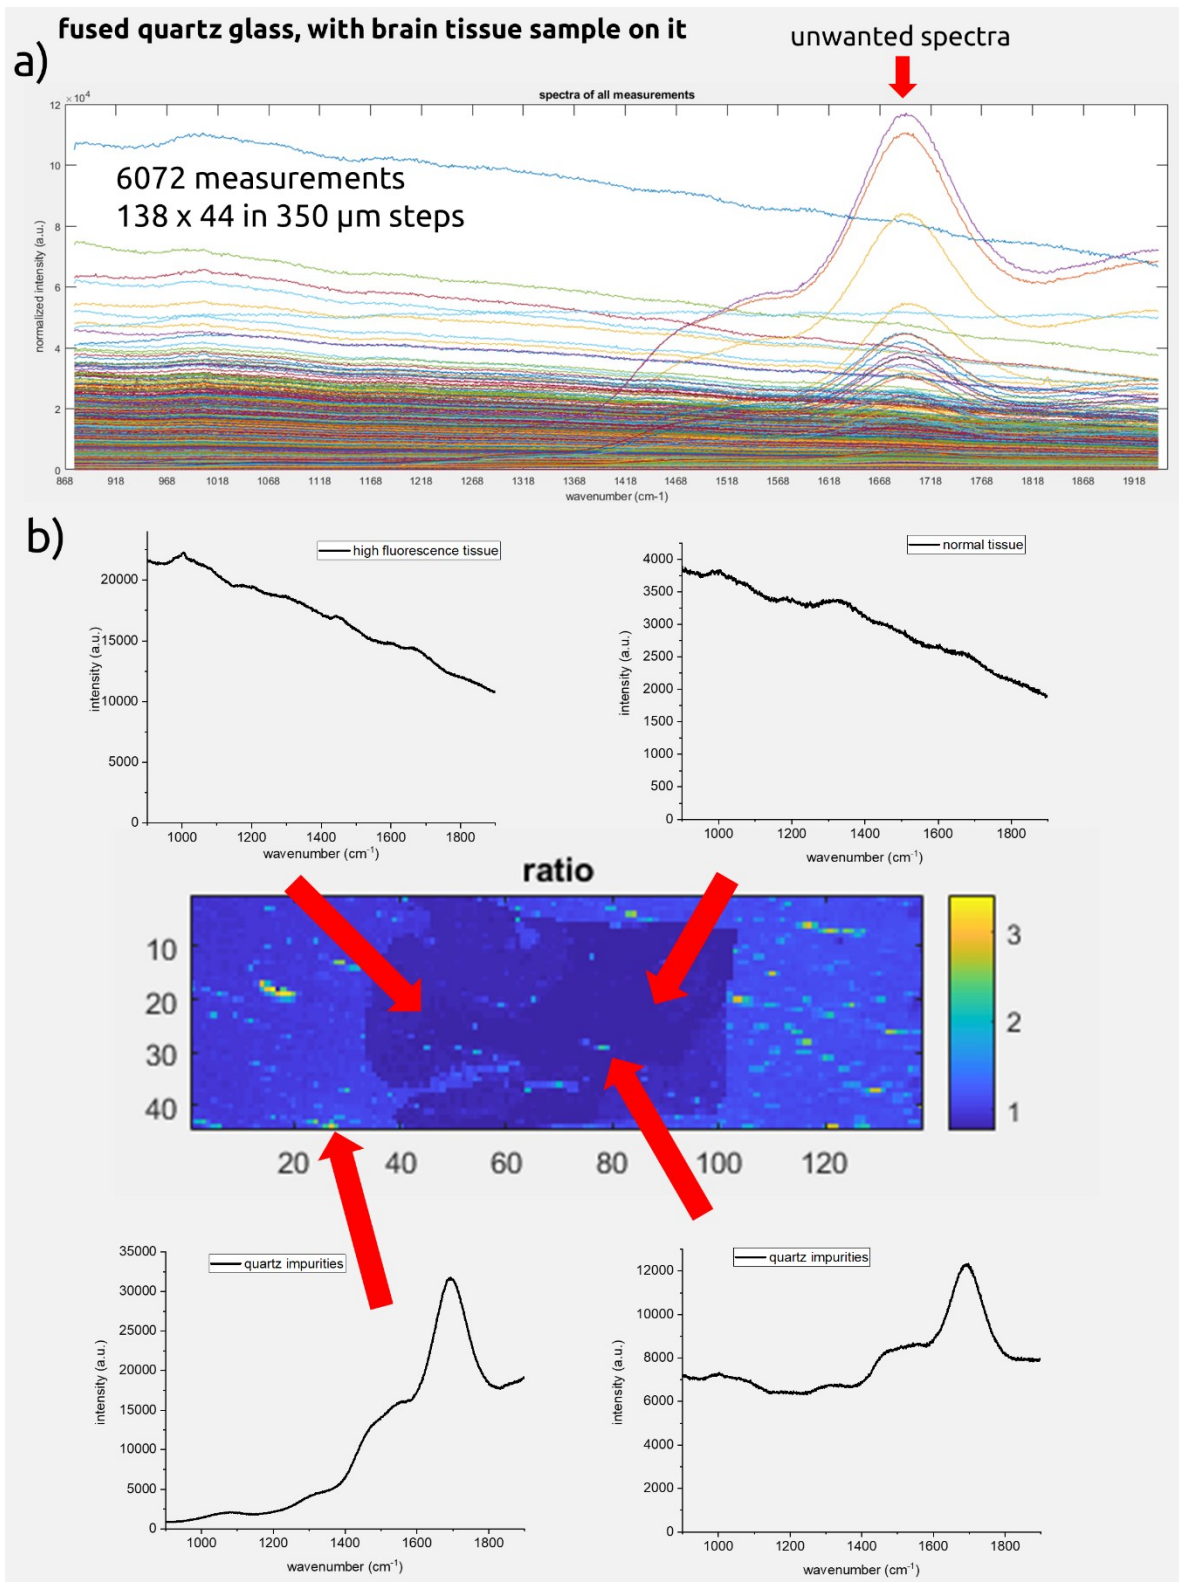 fused quartz glass, with brain tissue sample on it
unwanted spectra
a)
spectra of all measurements
×10⁴
12
10
8
6
4
2
0
normalized intensity (a.u.)
6072 measurements
138 x 44 in 350 µm steps
868 918 968 1018 1068 1118 1168 1218 1268 1318 1368 1418 1468 1518 1568 1618 1668 1718 1768 1818 1868 1918
wavenumber (cm-1)
b)
high fluorescence tissue
20000
15000
10000
5000
0
intensity (a.u.)
1000 1200 1400 1600 1800
wavenumber (cm⁻¹)
normal tissue
4000
3500
3000
2500
2000
1500
1000
500
0
intensity (a.u.)
1000 1200 1400 1600 1800
wavenumber (cm⁻¹)
ratio
10
20
30
40
20 40 60 80 100 120
3
2
1
quartz impurities
35000
30000
25000
20000
15000
10000
5000
0
intensity (a.u.)
1000 1200 1400 1600 1800
wavenumber (cm⁻¹)
quartz impurities
12000
10000
8000
6000
4000
2000
0
intensity (a.u.)
1000 1200 1400 1600 1800
wavenumber (cm⁻¹)